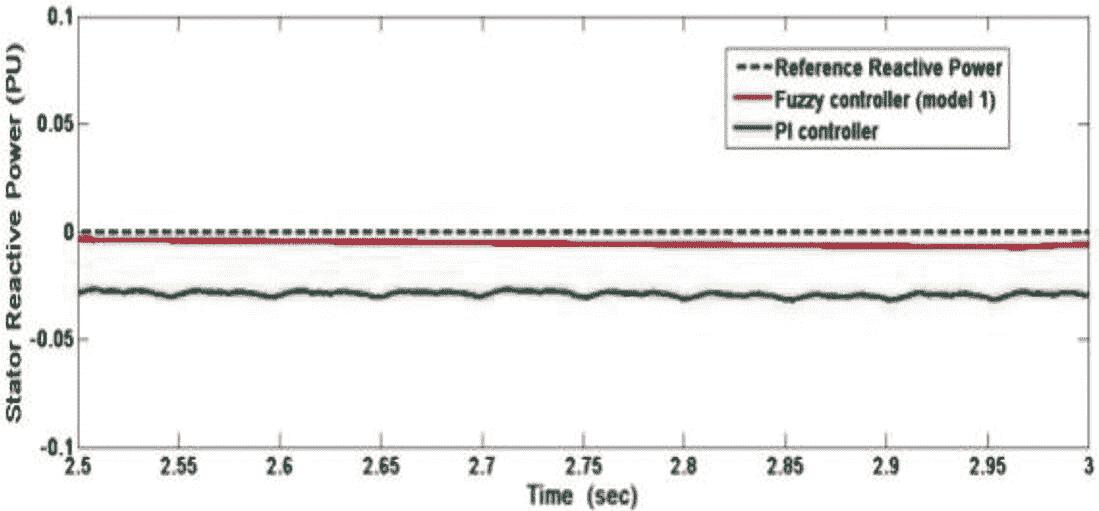 0.1
Reference Reactive Power
Fuzzy controller (model 1)
PI controller
0.05
0
-0.05
-0.1
Stator Reactive Power (PU)
2.5 2.55 2.6 2.65 2.7 2.75 2.8 2.85 2.9 2.95 3
Time (sec)